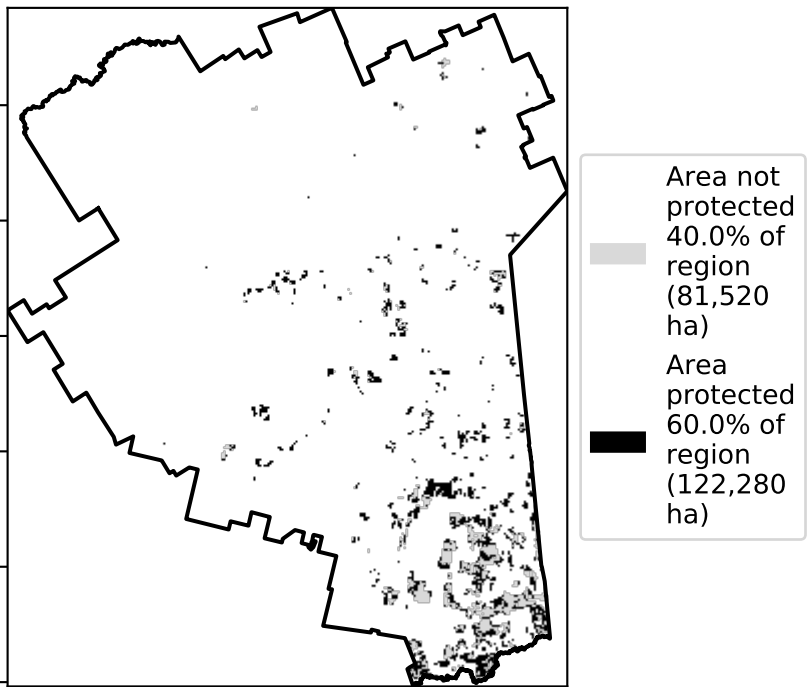 Area not
protected
40.0% of
region
(81,520
ha)
Area
protected
60.0% of
region
(122,280
ha)